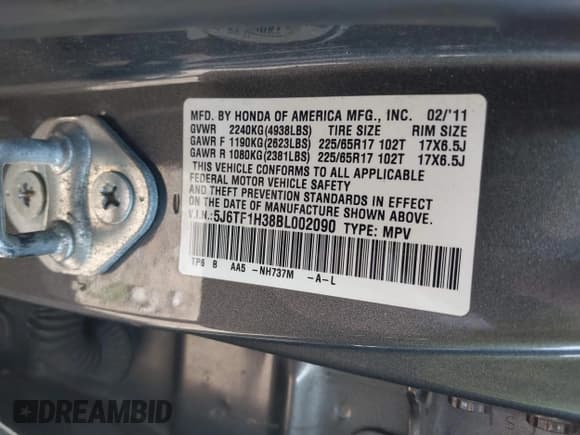 MFD. BY HONDA OF AMERICA MFG., INC. 02/'11
GVWR 2240KG(4938LBS) TIRE SIZE RIM SIZE
GAWR F 1190KG(2623LBS) 225/65R17 102T 17X6.5J
GAWR R 1080KG(2381LBS) 225/65R17 102T 17X6.5J
THIS VEHICLE CONFORMS TO ALL APPLICABLE
FEDERAL MOTOR VEHICLE SAFETY
AND THEFT PREVENTION STANDARDS IN EFFECT
ON THE DATE OF MANUFACTURE SHOWN ABOVE.
V.I.N.:5J6TF1H38BL002090 TYPE: MPV
TP6 B AA5 -NH737M -A-L
DREAMBID